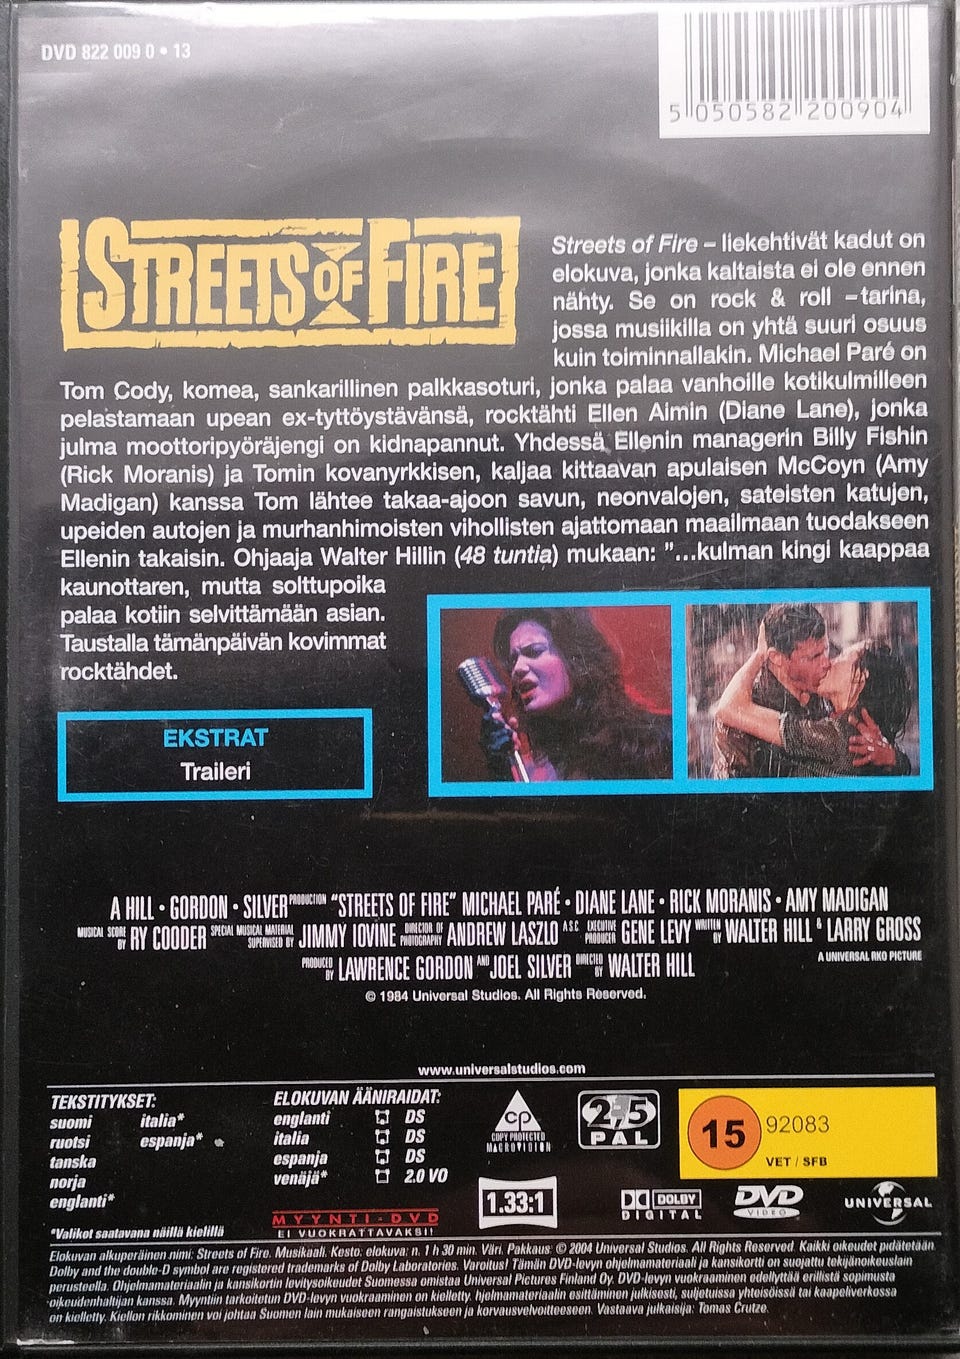 DVD 822 009 0 • 13
5 050582 200904
STREETS OF FIRE
Streets of Fire – liekehtivät kadut on
elokuva, jonka kaltaista ei ole ennen
nähty. Se on rock & roll –tarina,
jossa musiikilla on yhtä suuri osuus
kuin toiminnallakin. Michael Paré on
Tom Cody, komea, sankarillinen palkkasoturi, jonka palaa vanhoille kotikulmilleen
pelastamaan upean ex-tyttöystävänsä, rocktähti Ellen Aimin (Diane Lane), jonka
julma moottoripyöräjengi on kidnapannut. Yhdessä Ellenin managerin Billy Fishin
(Rick Moranis) ja Tomin kovanyrkkisen, kaljaa kittaavan apulaisen McCoyn (Amy
Madigan) kanssa Tom lähtee takaa-ajoon savun, neonvalojen, sateisten katujen,
upeiden autojen ja murhanhimoisten vihollisten ajattomaan maailmaan tuodakseen
Ellenin takaisin. Ohjaaja Walter Hillin (48 tuntia) mukaan: ”...kulman kingi kaappaa
kaunottaren, mutta solttupoika
palaa kotiin selvittämään asian.
Taustalla tämänpäivän kovimmat
rocktähdet.
EKSTRAT
Traileri
A HILL • GORDON • SILVER PRODUCTION "STREETS OF FIRE" MICHAEL PARÉ • DIANE LANE • RICK MORANIS • AMY MADIGAN
MUSICAL SCORE BY RY COODER SPECIAL MUSICAL MATERIAL SUPERVISED BY JIMMY IOVINE DIRECTOR OF PHOTOGRAPHY ANDREW LASZLO A.S.C. EXECUTIVE PRODUCER GENE LEVY WRITTEN BY WALTER HILL & LARRY GROSS
PRODUCED BY LAWRENCE GORDON AND JOEL SILVER DIRECTED BY WALTER HILL
A UNIVERSAL RKO PICTURE
© 1984 Universal Studios. All Rights Reserved.
www.universalstudios.com
TEKSTITYKSET:
suomi italia*
ruotsi espanja*
tanska
norja
englanti*
*Valikot saatavana näillä kielillä
ELOKUVAN ÄÄNIRAIDAT:
englanti DS
italia DS
espanja DS
venäjä* 2.0 VO
MYYNTI-DVD
EI VUOKRATTAVAKSI!
CP
COPY PROTECTED
MACROVISION
2,5
PAL
15
92083
VET / SFB
1.33:1
DOLBY
DIGITAL
DVD
VIDEO
UNIVERSAL
Elokuvan alkuperäinen nimi: Streets of Fire. Musikaali. Kesto: elokuva: n. 1 h 30 min. Väri. Pakkaus: © 2004 Universal Studios. All Rights Reserved. Kaikki oikeudet pidätetään.
Dolby and the double-D symbol are registered trademarks of Dolby Laboratories. Varoitus! Tämän DVD-levyn ohjelmamateriaali ja kansikortti on suojattu tekijänoikeuslain
perusteella. Ohjelmamateriaalin ja kansikortin levitysoikeudet Suomessa omistaa Universal Pictures Finland Oy. DVD-levyn vuokraaminen edellyttää erillistä sopimusta
oikeudenhaltijan kanssa. Myyntiin tarkoitetun DVD-levyn vuokraaminen on kielletty. hjelmamateriaalin esittäminen julkisesti, suljetuissa yhteisöissä tai kaapeliverkossa
on kielletty. Kiellon rikkominen voi johtaa Suomen lain mukaiseen rangaistukseen ja korvausvelvoitteeseen. Vastaava julkaisija: Tomas Crutze.